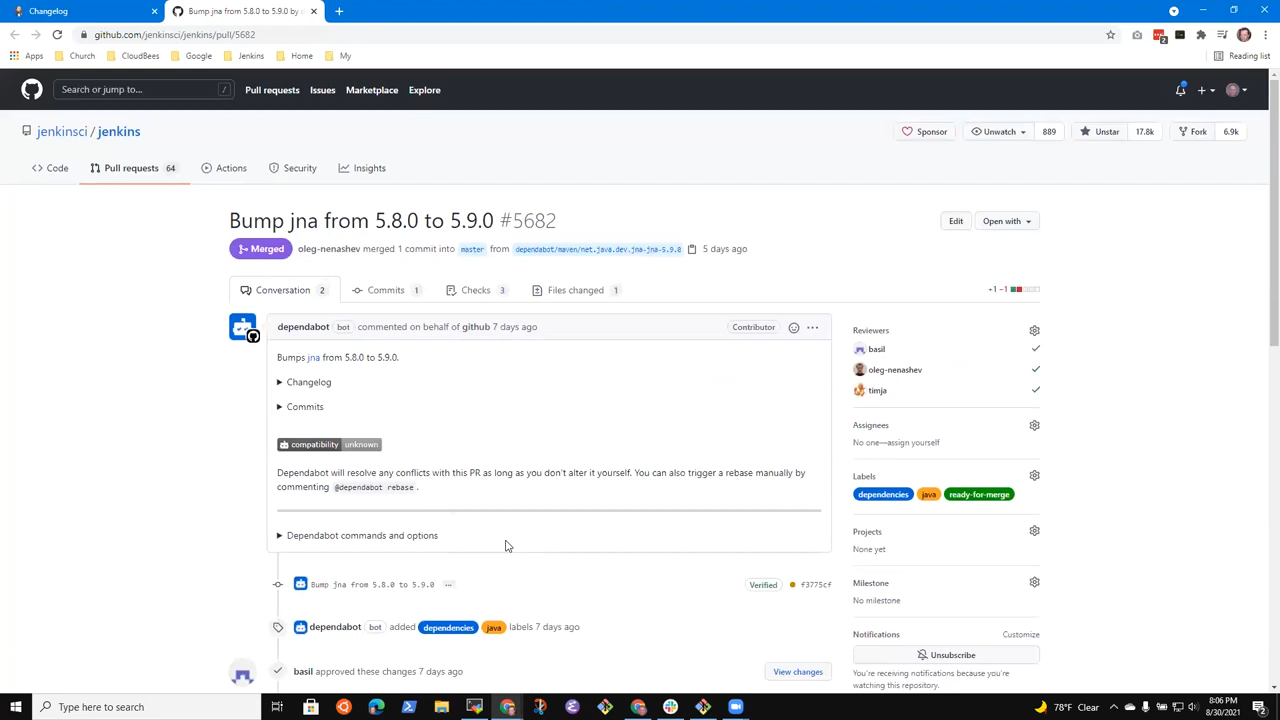 Changelog
Bump jna from 5.8.0 to 5.9.0 by
github.com/jenkinsci/jenkins/pull/5682
2
Apps
Church
CloudBees
Google
Jenkins
Home
My
Reading list
Search or jump to...
/
Pull requests
Issues
Marketplace
Explore
jenkinsci / jenkins
Sponsor
Unwatch
889
Unstar
17.8k
Fork
6.9k
Code
Pull requests 64
Actions
Security
Insights
Bump jna from 5.8.0 to 5.9.0 #5682
Edit
Open with
Merged
oleg-nenashev merged 1 commit into master from dependabot/maven/net.java.dev.jna-jna-5.9.0 5 days ago
Conversation 2
Commits 1
Checks 3
Files changed 1
+1 −1
dependabot bot commented on behalf of github 7 days ago
Contributor
Bumps jna from 5.8.0 to 5.9.0.
Changelog
Commits
compatibility unknown
Dependabot will resolve any conflicts with this PR as long as you don't alter it yourself. You can also trigger a rebase manually by
commenting @dependabot rebase.
Dependabot commands and options
Bump jna from 5.8.0 to 5.9.0 ...
Verified
f3775cf
dependabot bot added dependencies java labels 7 days ago
basil approved these changes 7 days ago
View changes
Reviewers
basil
oleg-nenashev
timja
Assignees
No one—assign yourself
Labels
dependencies java ready-for-merge
Projects
None yet
Milestone
No milestone
Notifications
Customize
Unsubscribe
You're receiving notifications because you're
watching this repository.
Type here to search
78°F Clear
8:06 PM
8/30/2021
2